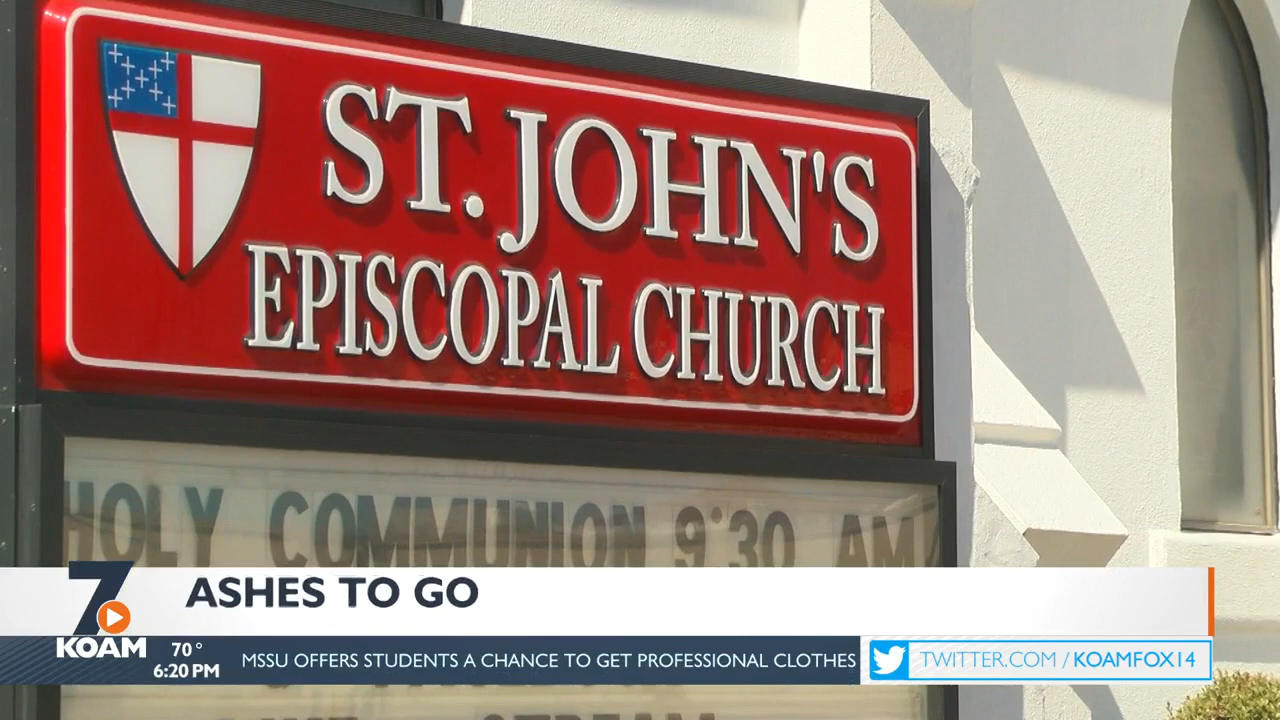 ST. JOHN'S
EPISCOPAL CHURCH
HOLY COMMUNION 9:30 AM
7
ASHES TO GO
KOAM
70°
6:20 PM
MSSU OFFERS STUDENTS A CHANCE TO GET PROFESSIONAL CLOTHES
TWITTER.COM / KOAMFOX14
STREAM